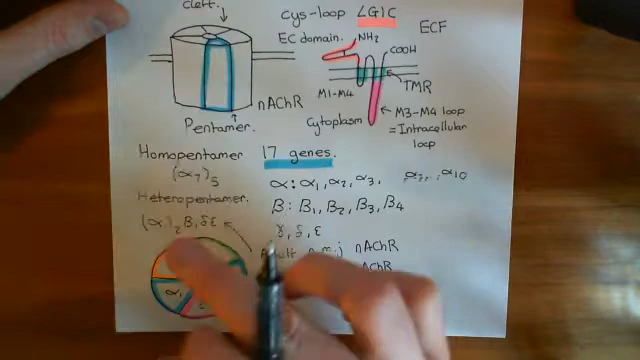 cleft.
cys-loop LGIC
EC domain.
NH₂
ECF
COOH
TMR
M1-M4
nAChR
Pentamer.
Cytoplasm
M3-M4 loop
= Intracellular
loop
Homopentamer
(α₇)₅
17 genes.
α: α₁, α₂, α₃, α₁₀
Heteropentamer.
(α₁)₂ β₁ δ ε
β: β₁, β₂, β₃, β₄
γ, δ, ε
n.m.j nAChR
α₁